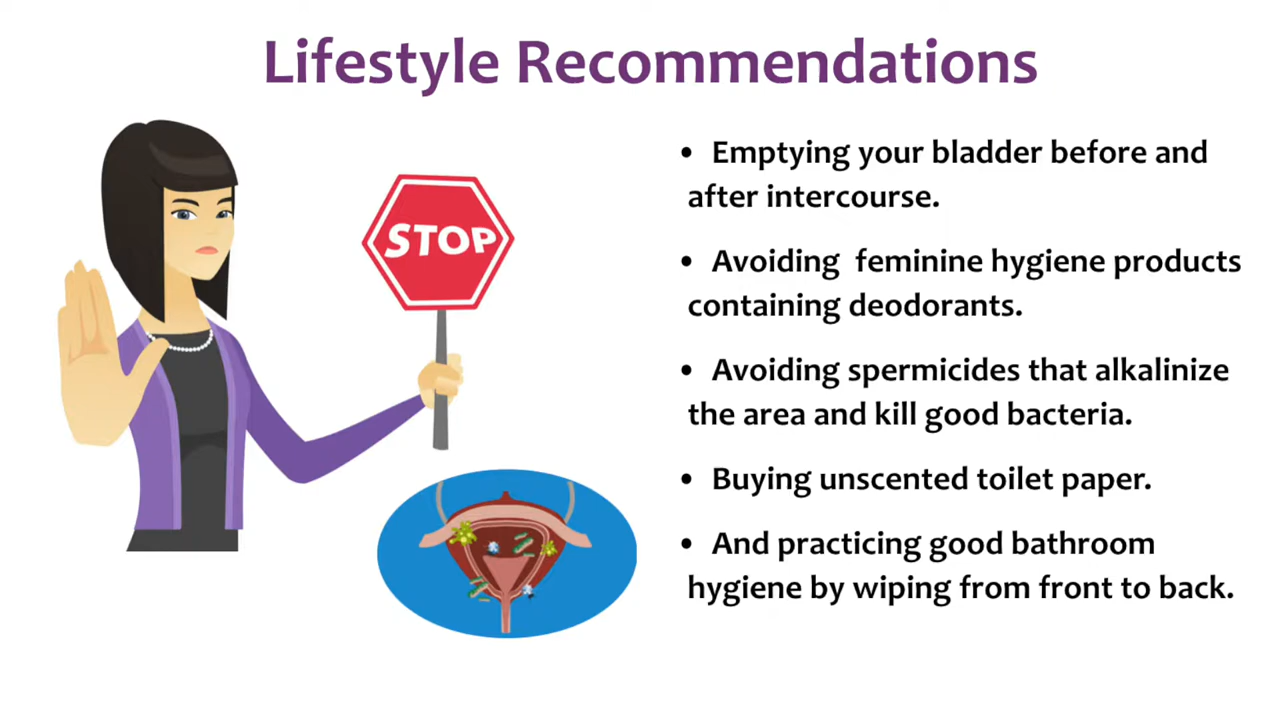 Lifestyle Recommendations
STOP
• Emptying your bladder before and
after intercourse.
• Avoiding feminine hygiene products
containing deodorants.
• Avoiding spermicides that alkalinize
the area and kill good bacteria.
• Buying unscented toilet paper.
• And practicing good bathroom
hygiene by wiping from front to back.